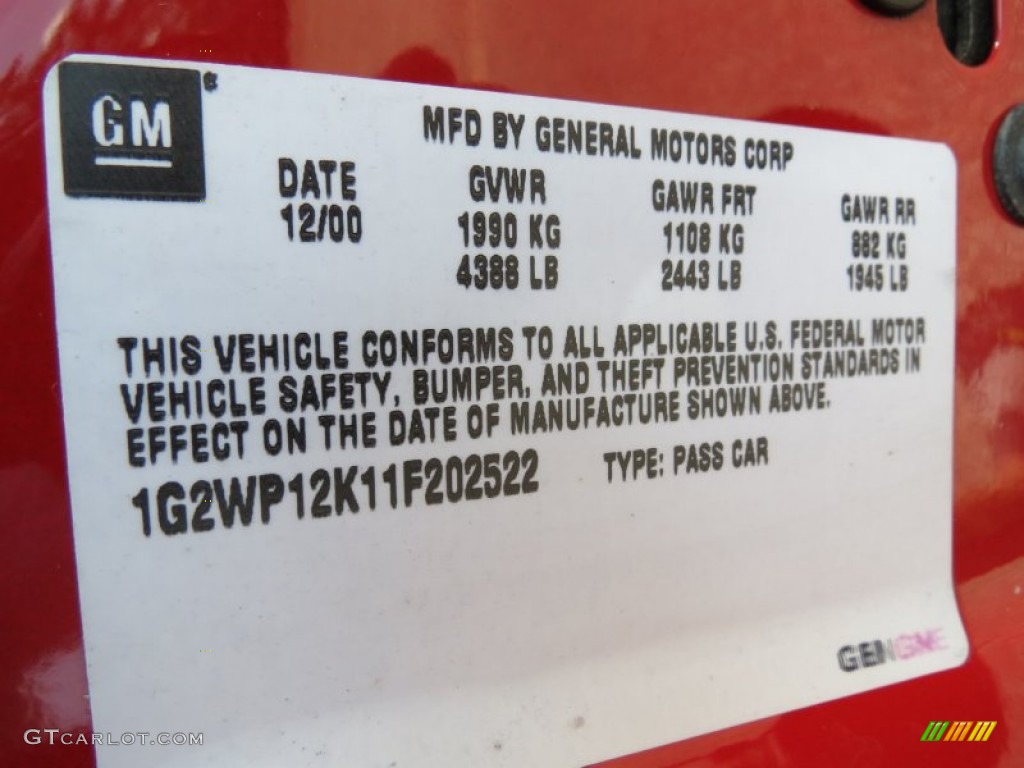 GM
MFD BY GENERAL MOTORS CORP
DATE GVWR GAWR FRT GAWR RR
12/00 1990 KG 1108 KG 882 KG
4388 LB 2443 LB 1945 LB
THIS VEHICLE CONFORMS TO ALL APPLICABLE U.S. FEDERAL MOTOR
VEHICLE SAFETY, BUMPER, AND THEFT PREVENTION STANDARDS IN
EFFECT ON THE DATE OF MANUFACTURE SHOWN ABOVE.
1G2WP12K11F202522 TYPE: PASS CAR
GTCARLOT.COM